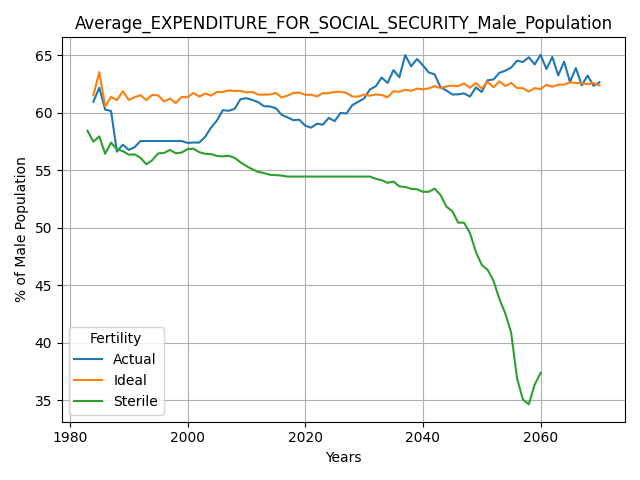 Average_EXPENDITURE_FOR_SOCIAL_SECURITY_Male_Population
65
60
55
50
45
40
35
% of Male Population
Fertility
Actual
Ideal
Sterile
1980
2000
2020
2040
2060
Years